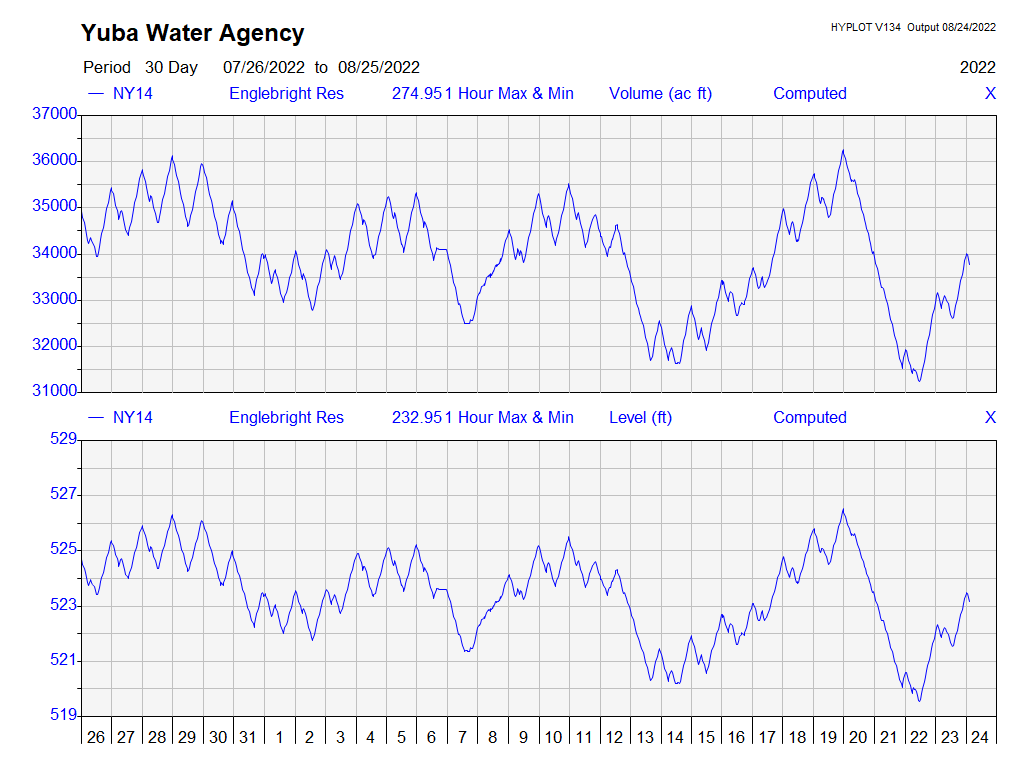 Yuba Water Agency
HYPLOT V134 Output 08/24/2022
Period 30 Day 07/26/2022 to 08/25/2022 2022
— NY14 Englebright Res 274.951 Hour Max & Min Volume (ac ft) Computed X
37000
36000
35000
34000
33000
32000
31000
— NY14 Englebright Res 232.951 Hour Max & Min Level (ft) Computed X
529
527
525
523
521
519
26 27 28 29 30 31 1 2 3 4 5 6 7 8 9 10 11 12 13 14 15 16 17 18 19 20 21 22 23 24